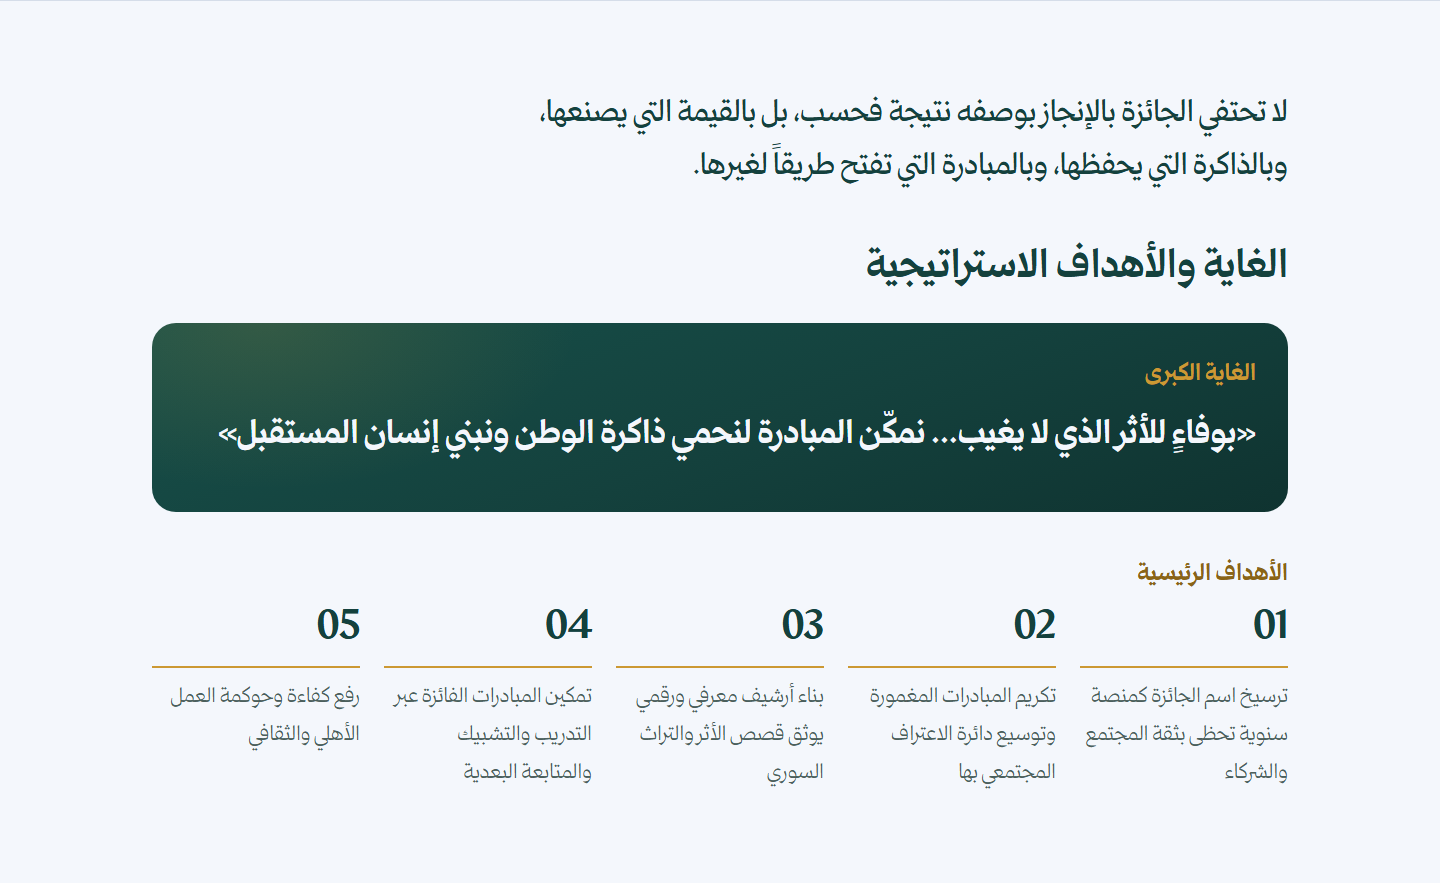 لا تحتفي الجائزة بالإنجاز بوصفه نتيجة فحسب، بل بالقيمة التي يصنعها،
وبالذاكرة التي يحفظها، وبالمبادرة التي تفتح طريقاً لغيرها.
الغاية والأهداف الاستراتيجية
الغاية الكبرى
«بوفاءٍ للأثر الذي لا يغيب... نمكّن المبادرة لنحمي ذاكرة الوطن ونبني إنسان المستقبل»
الأهداف الرئيسية
01
ترسيخ اسم الجائزة كمنصة
سنوية تحظى بثقة المجتمع
والشركاء
02
تكريم المبادرات المغمورة
وتوسيع دائرة الاعتراف
المجتمعي بها
03
بناء أرشيف معرفي ورقمي
يوثق قصص الأثر والتراث
السوري
04
تمكين المبادرات الفائزة عبر
التدريب والتشبيك
والمتابعة البعدية
05
رفع كفاءة وحوكمة العمل
الأهلي والثقافي